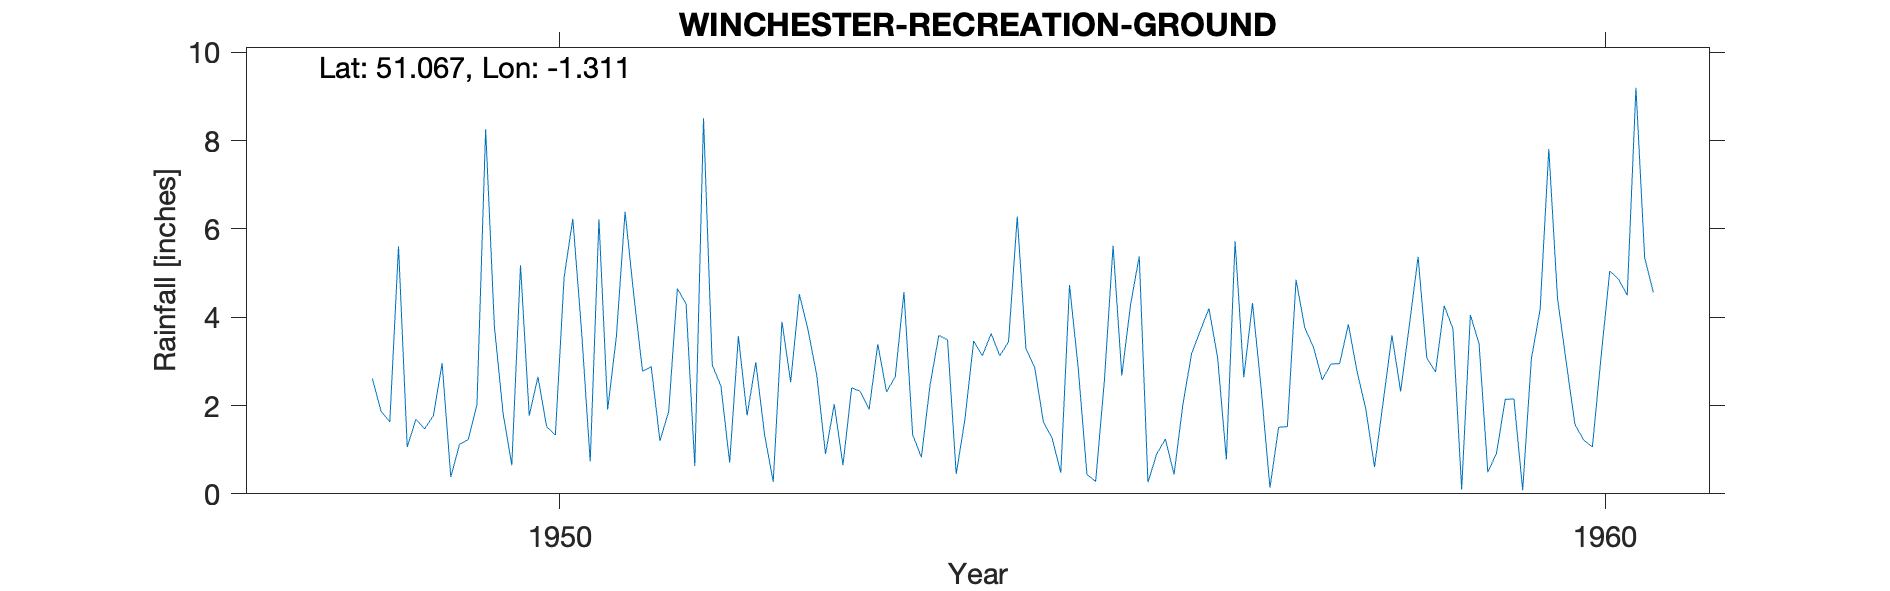 WINCHESTER-RECREATION-GROUND
Lat: 51.067, Lon: -1.311
10
8
6
4
2
0
Rainfall [inches]
1950
1960
Year